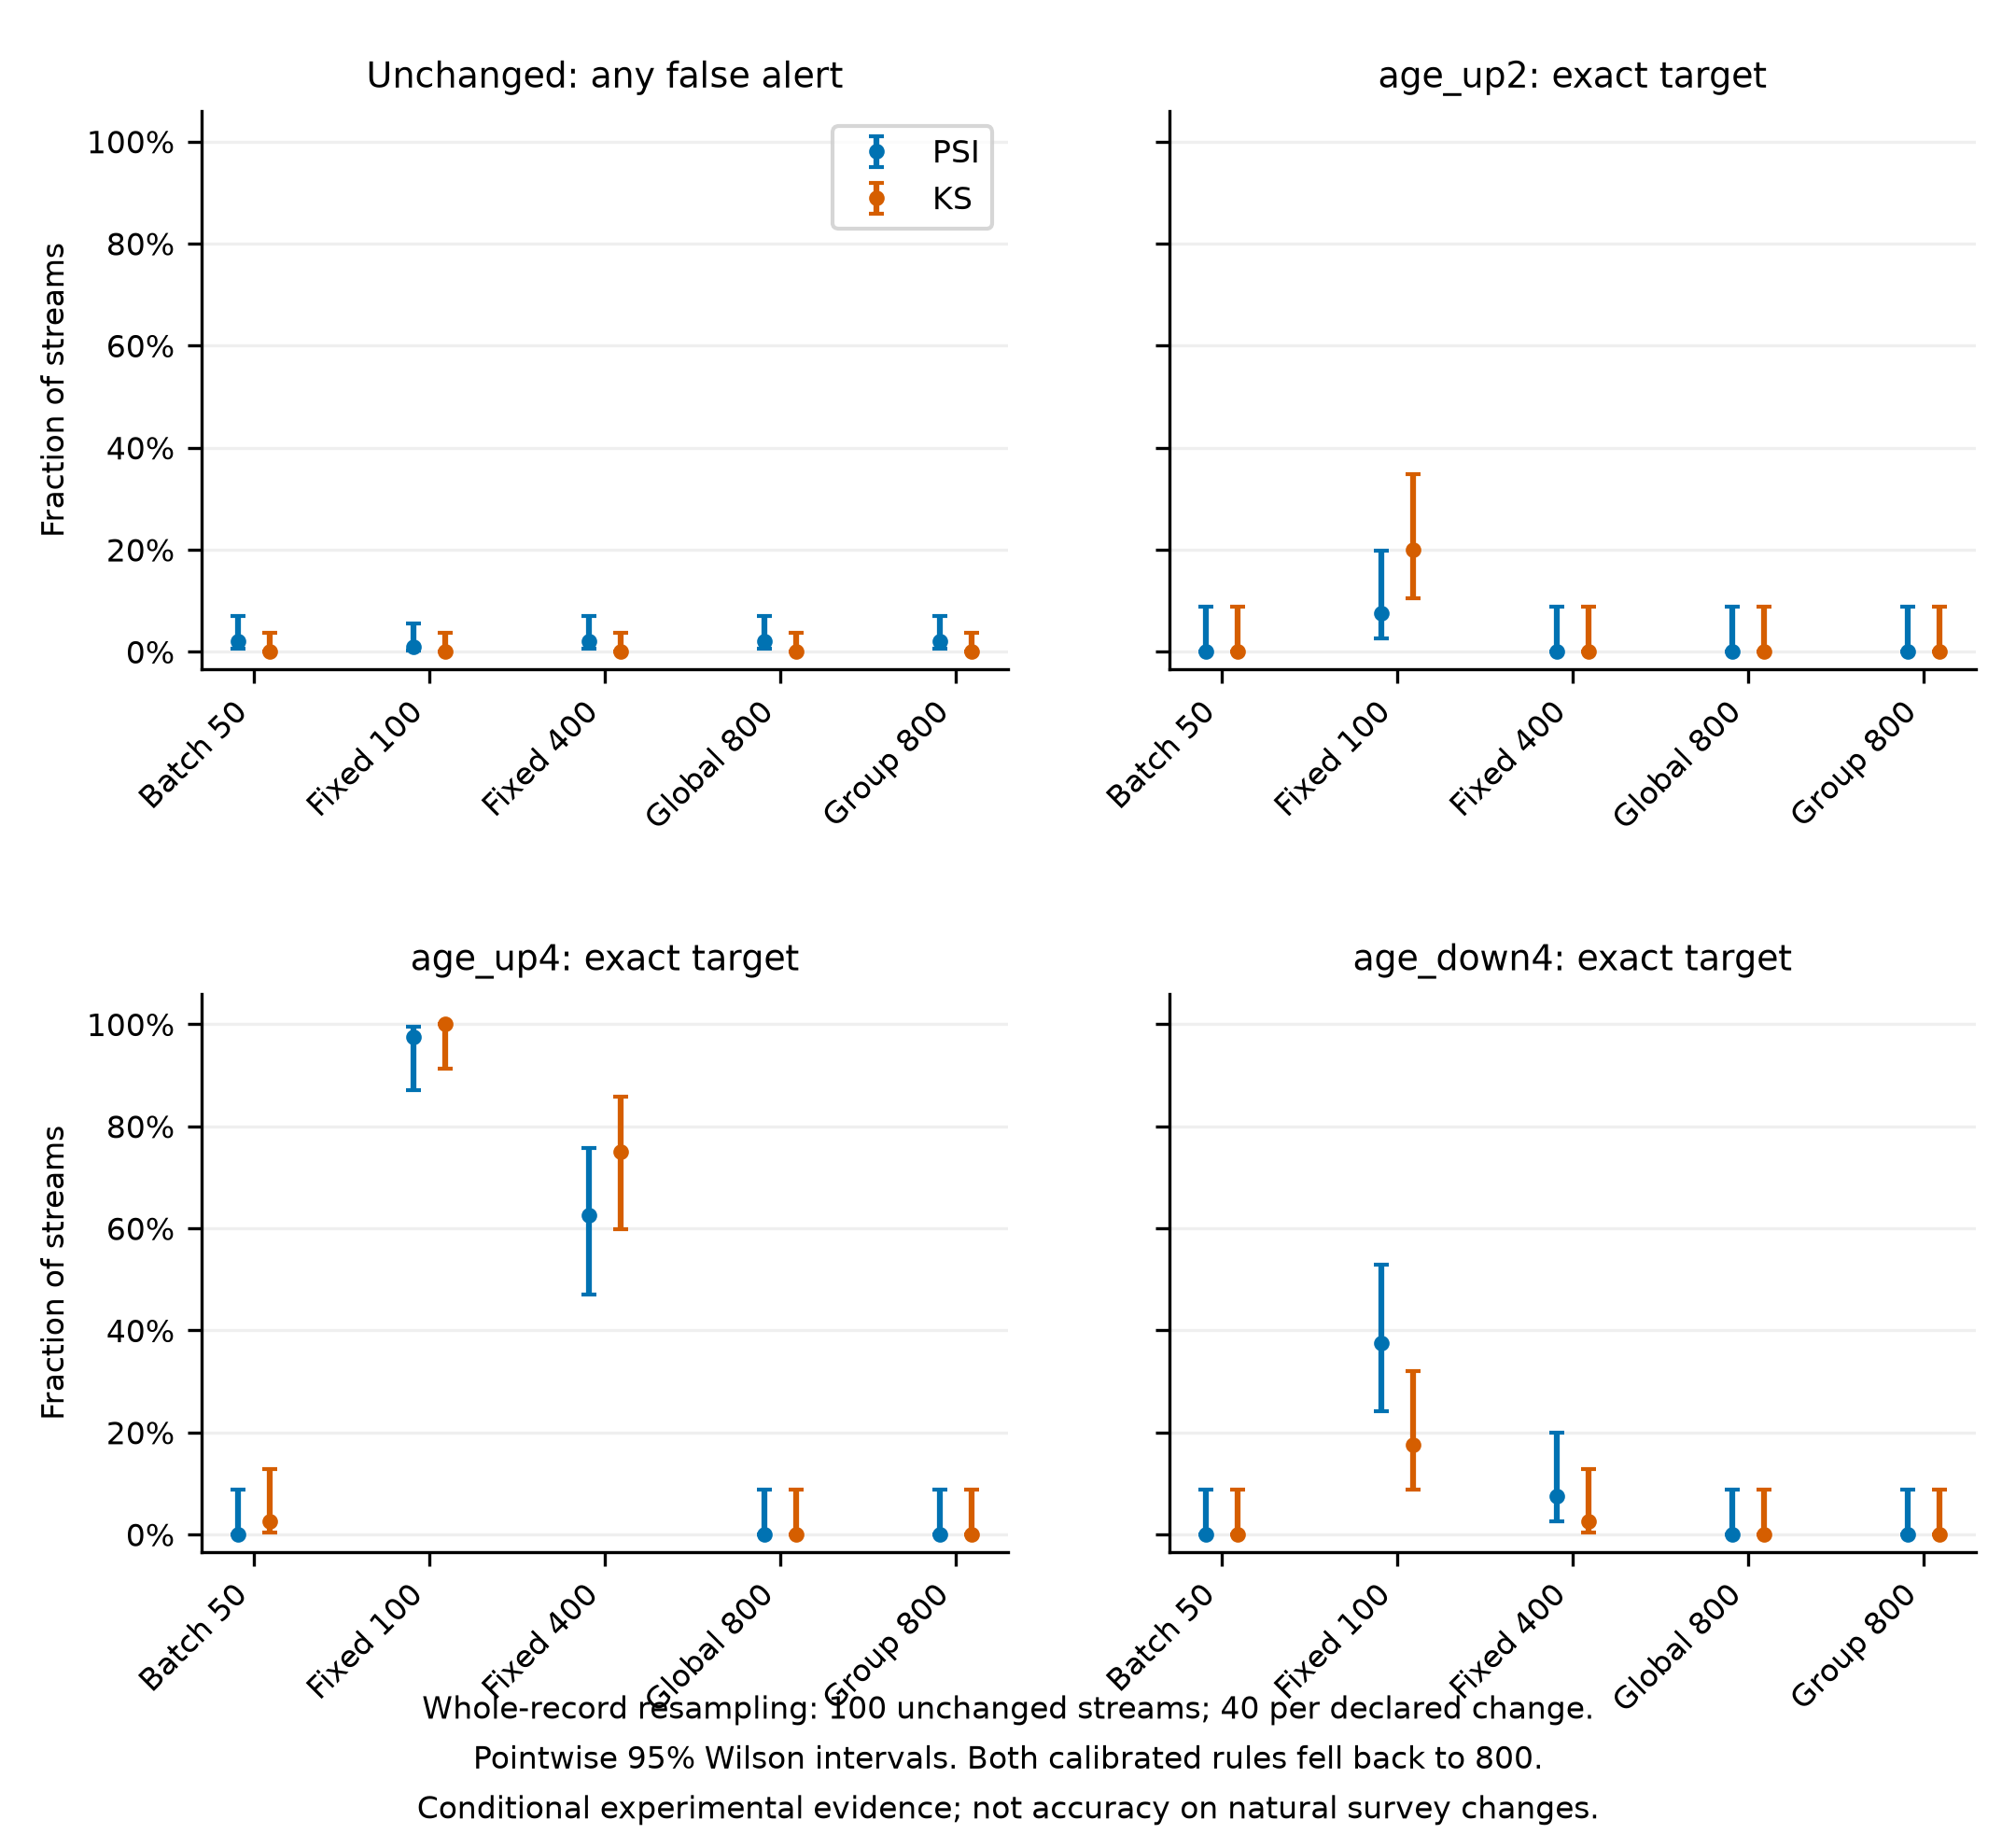 Unchanged: any false alert
age_up2: exact target
100%
80%
60%
40%
20%
0%
Fraction of streams
PSI
KS
Batch 50
Fixed 100
Fixed 400
Global 800
Group 800
Batch 50
Fixed 100
Fixed 400
Global 800
Group 800
age_up4: exact target
age_down4: exact target
100%
80%
60%
40%
20%
0%
Fraction of streams
Batch 50
Fixed 100
Fixed 400
Global 800
Group 800
Batch 50
Fixed 100
Fixed 400
Global 800
Group 800
Whole-record resampling: 100 unchanged streams; 40 per declared change.
Pointwise 95% Wilson intervals. Both calibrated rules fell back to 800.
Conditional experimental evidence; not accuracy on natural survey changes.